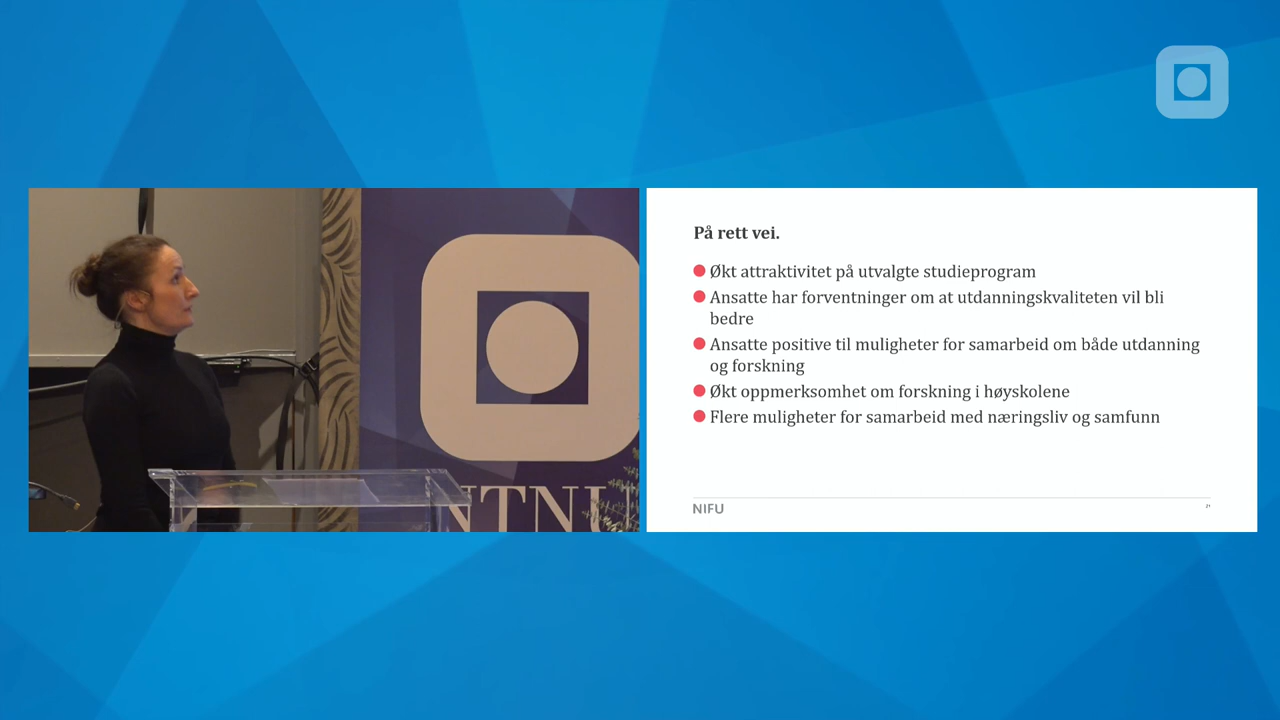 På rett vei.
Økt attraktivitet på utvalgte studieprogram
Ansatte har forventninger om at utdanningskvaliteten vil bli
bedre
Ansatte positive til muligheter for samarbeid om både utdanning
og forskning
Økt oppmerksomhet om forskning i høyskolene
Flere muligheter for samarbeid med næringsliv og samfunn
NIFU
NTNU